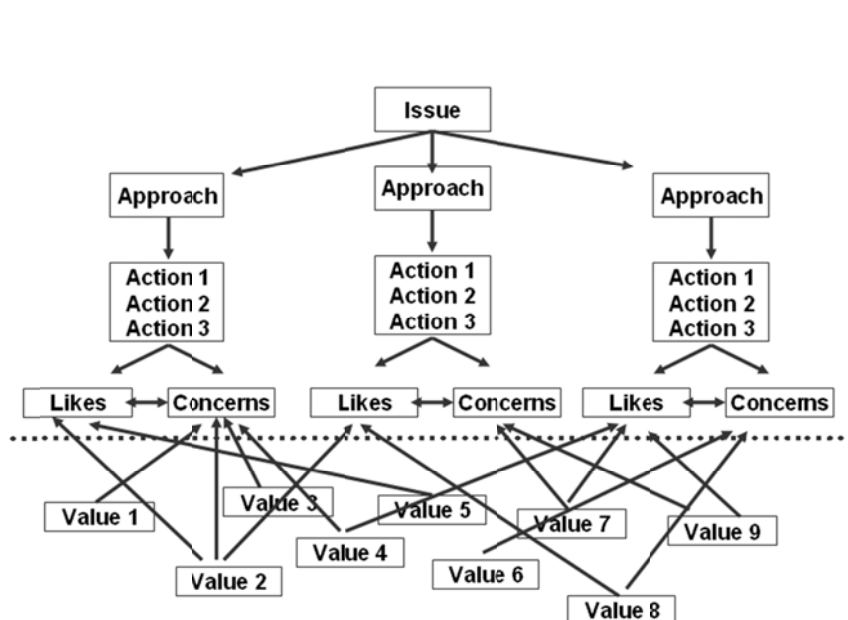 Issue
Approach
Approach
Approach
Action 1
Action 2
Action 3
Action 1
Action 2
Action 3
Action 1
Action 2
Action 3
Likes
Concerns
Likes
Concerns
Likes
Concerns
Value 1
Value 2
Value 3
Value 4
Value 5
Value 6
Value 7
Value 8
Value 9